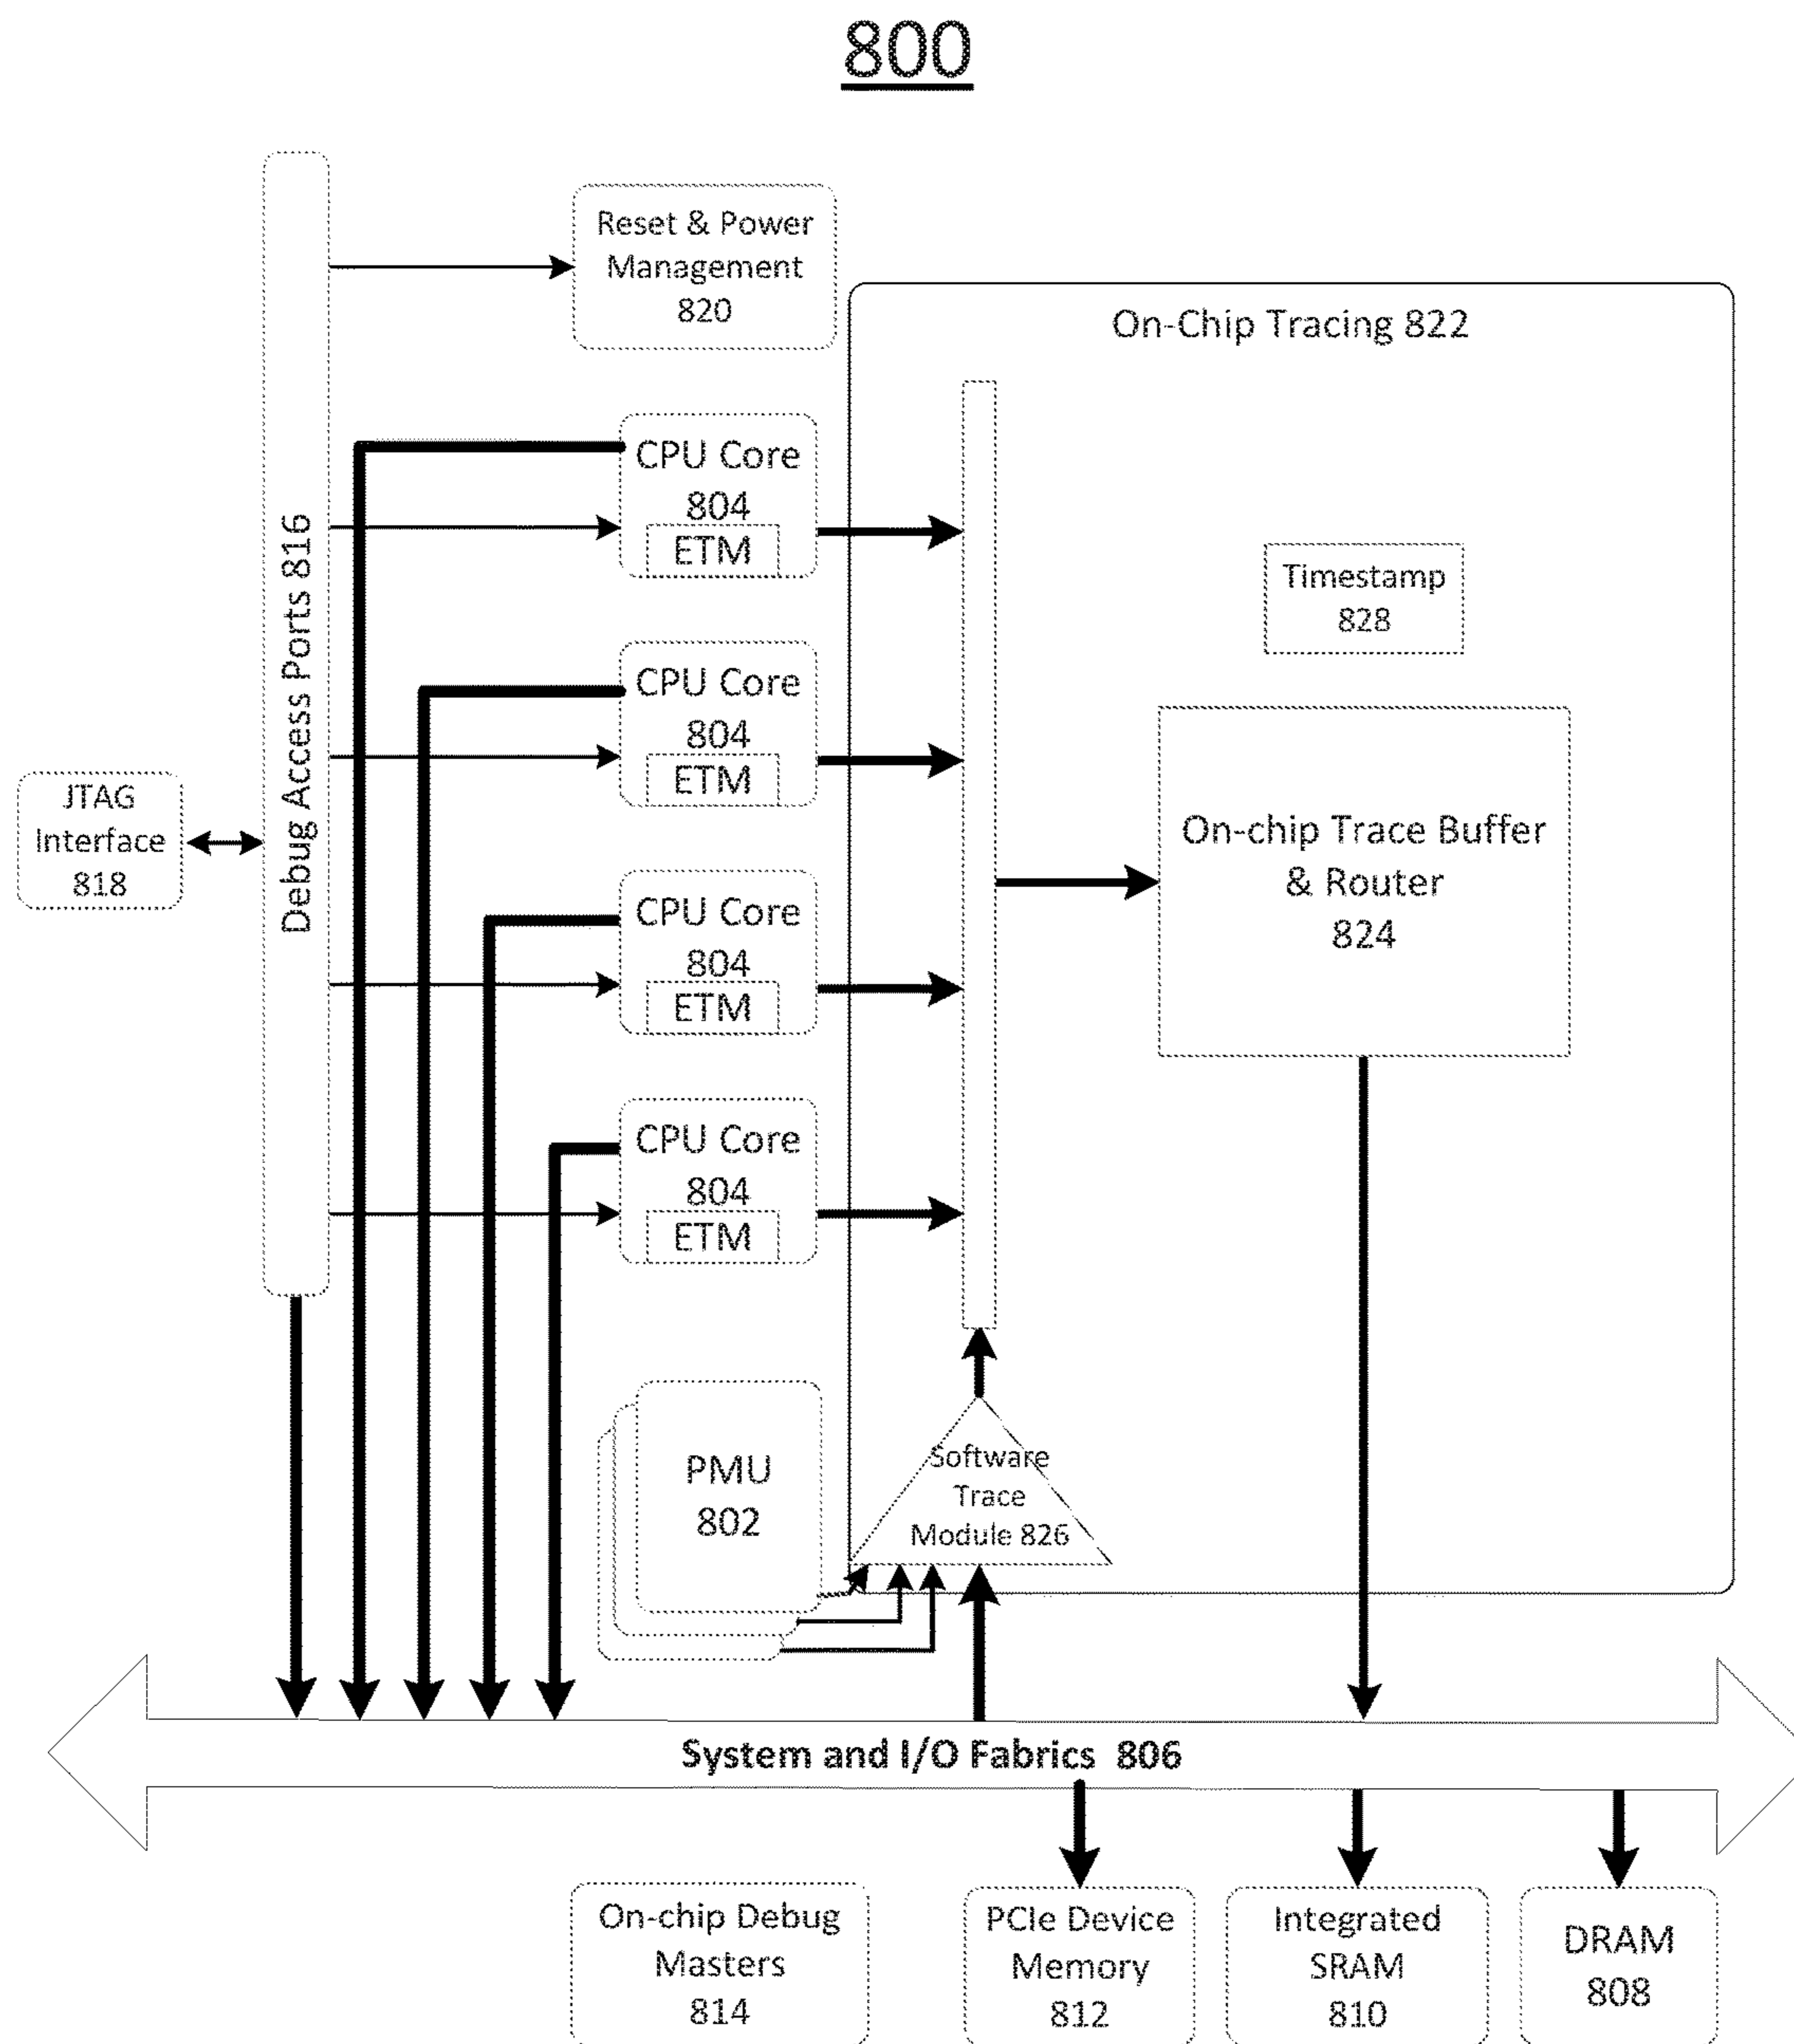 800
Reset & Power
Management
820
On-Chip Tracing 822
CPU Core
804
ETM
Debug Access Ports 816
Timestamp
828
CPU Core
804
ETM
JTAG
Interface
818
On-chip Trace Buffer
& Router
824
CPU Core
804
ETM
CPU Core
804
ETM
PMU
802
Software
Trace
Module 826
System and I/O Fabrics 806
On-chip Debug
Masters
814
PCIe Device
Memory
812
Integrated
SRAM
810
DRAM
808